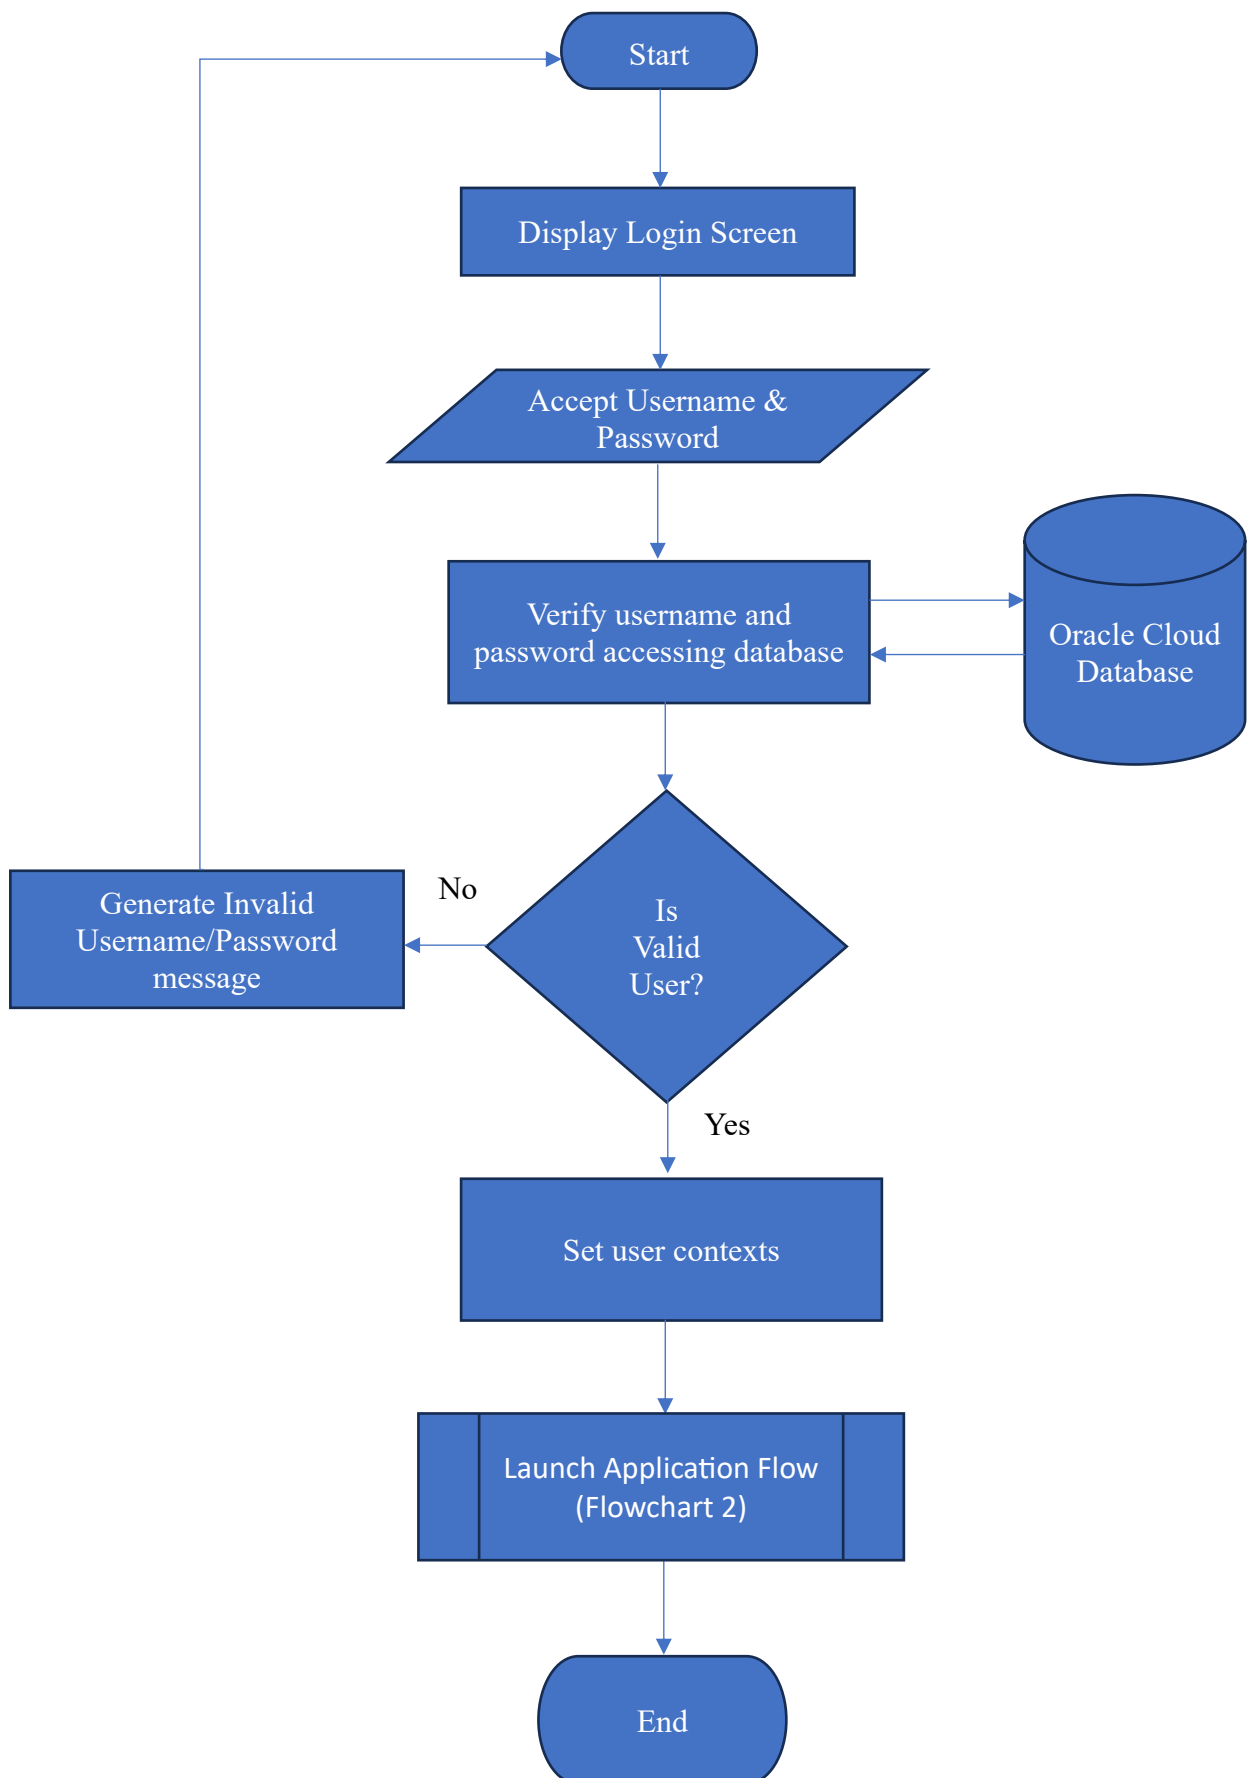 Start
Display Login Screen
Accept Username &
Password
Verify username and
password accessing database
Oracle Cloud
Database
No
Generate Invalid
Username/Password
message
Is
Valid
User?
Yes
Set user contexts
Launch Application Flow
(Flowchart 2)
End